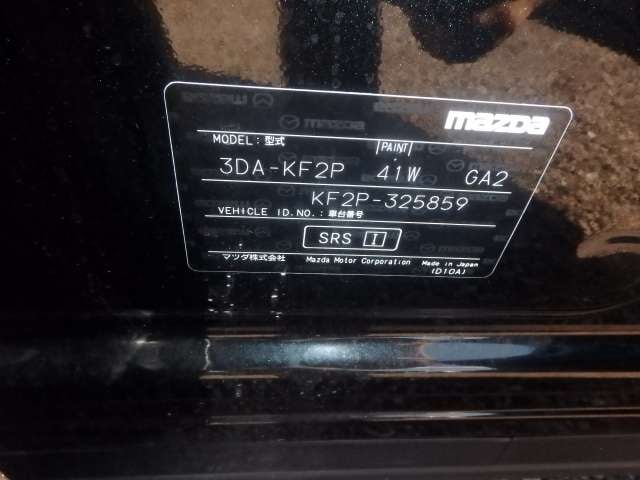 mazda
MODEL: 型式 PAINT
3DA-KF2P 41W GA2
KF2P-325859
VEHICLE ID.NO.: 車台番号
SRS I
マツダ株式会社 Mazda Motor Corporation Made in Japan
(D10A)